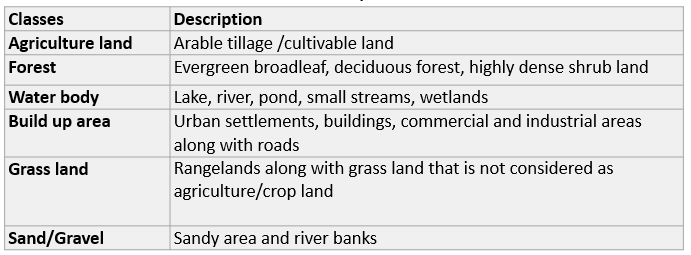 Classes Description
Agriculture land Arable tillage /cultivable land
Forest Evergreen broadleaf, deciduous forest, highly dense shrub land
Water body Lake, river, pond, small streams, wetlands
Build up area Urban settlements, buildings, commercial and industrial areas
along with roads
Grass land Rangelands along with grass land that is not considered as
agriculture/crop land
Sand/Gravel Sandy area and river banks